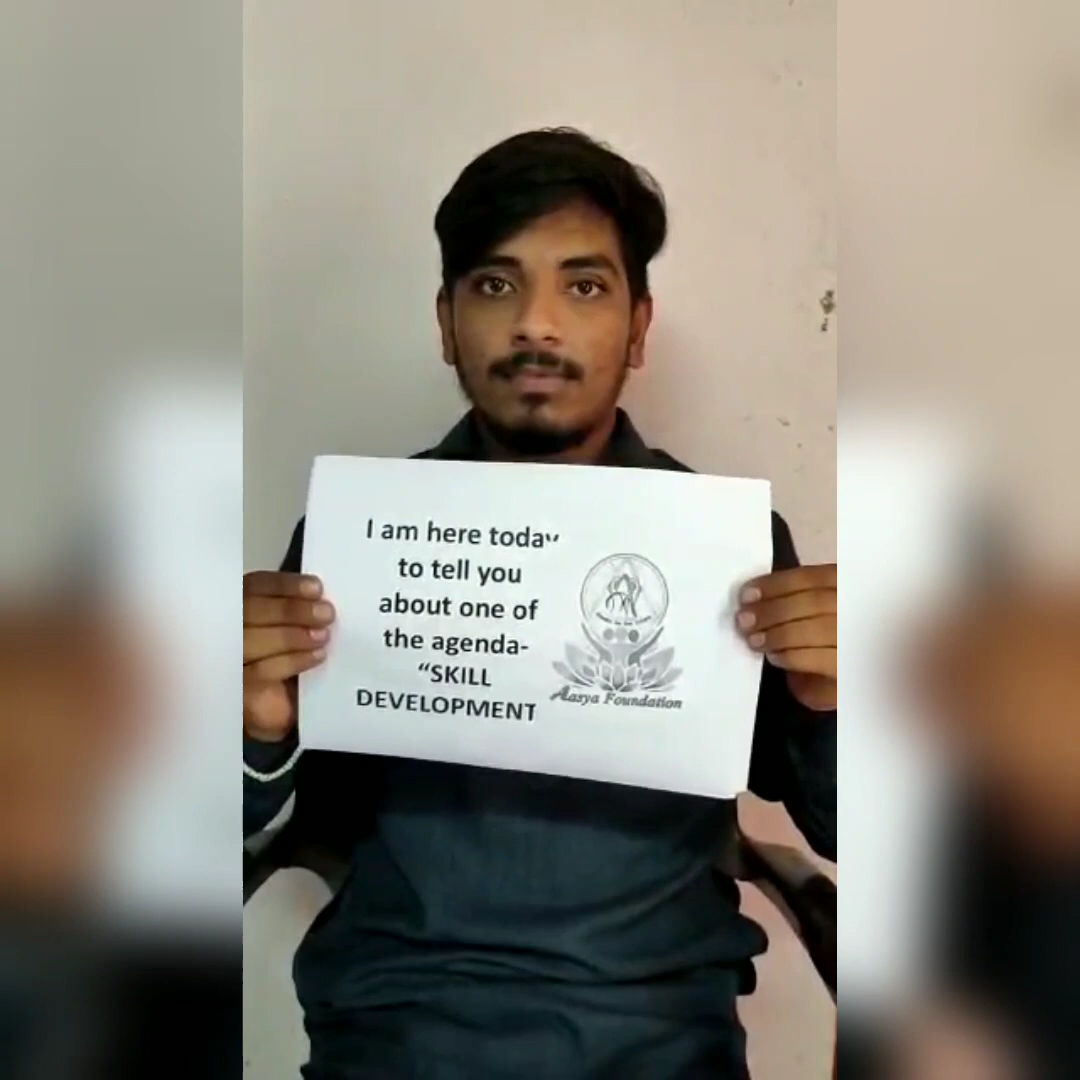 I am here today
to tell you
about one of
the agenda-
“SKILL
DEVELOPMENT
Aasya Foundation